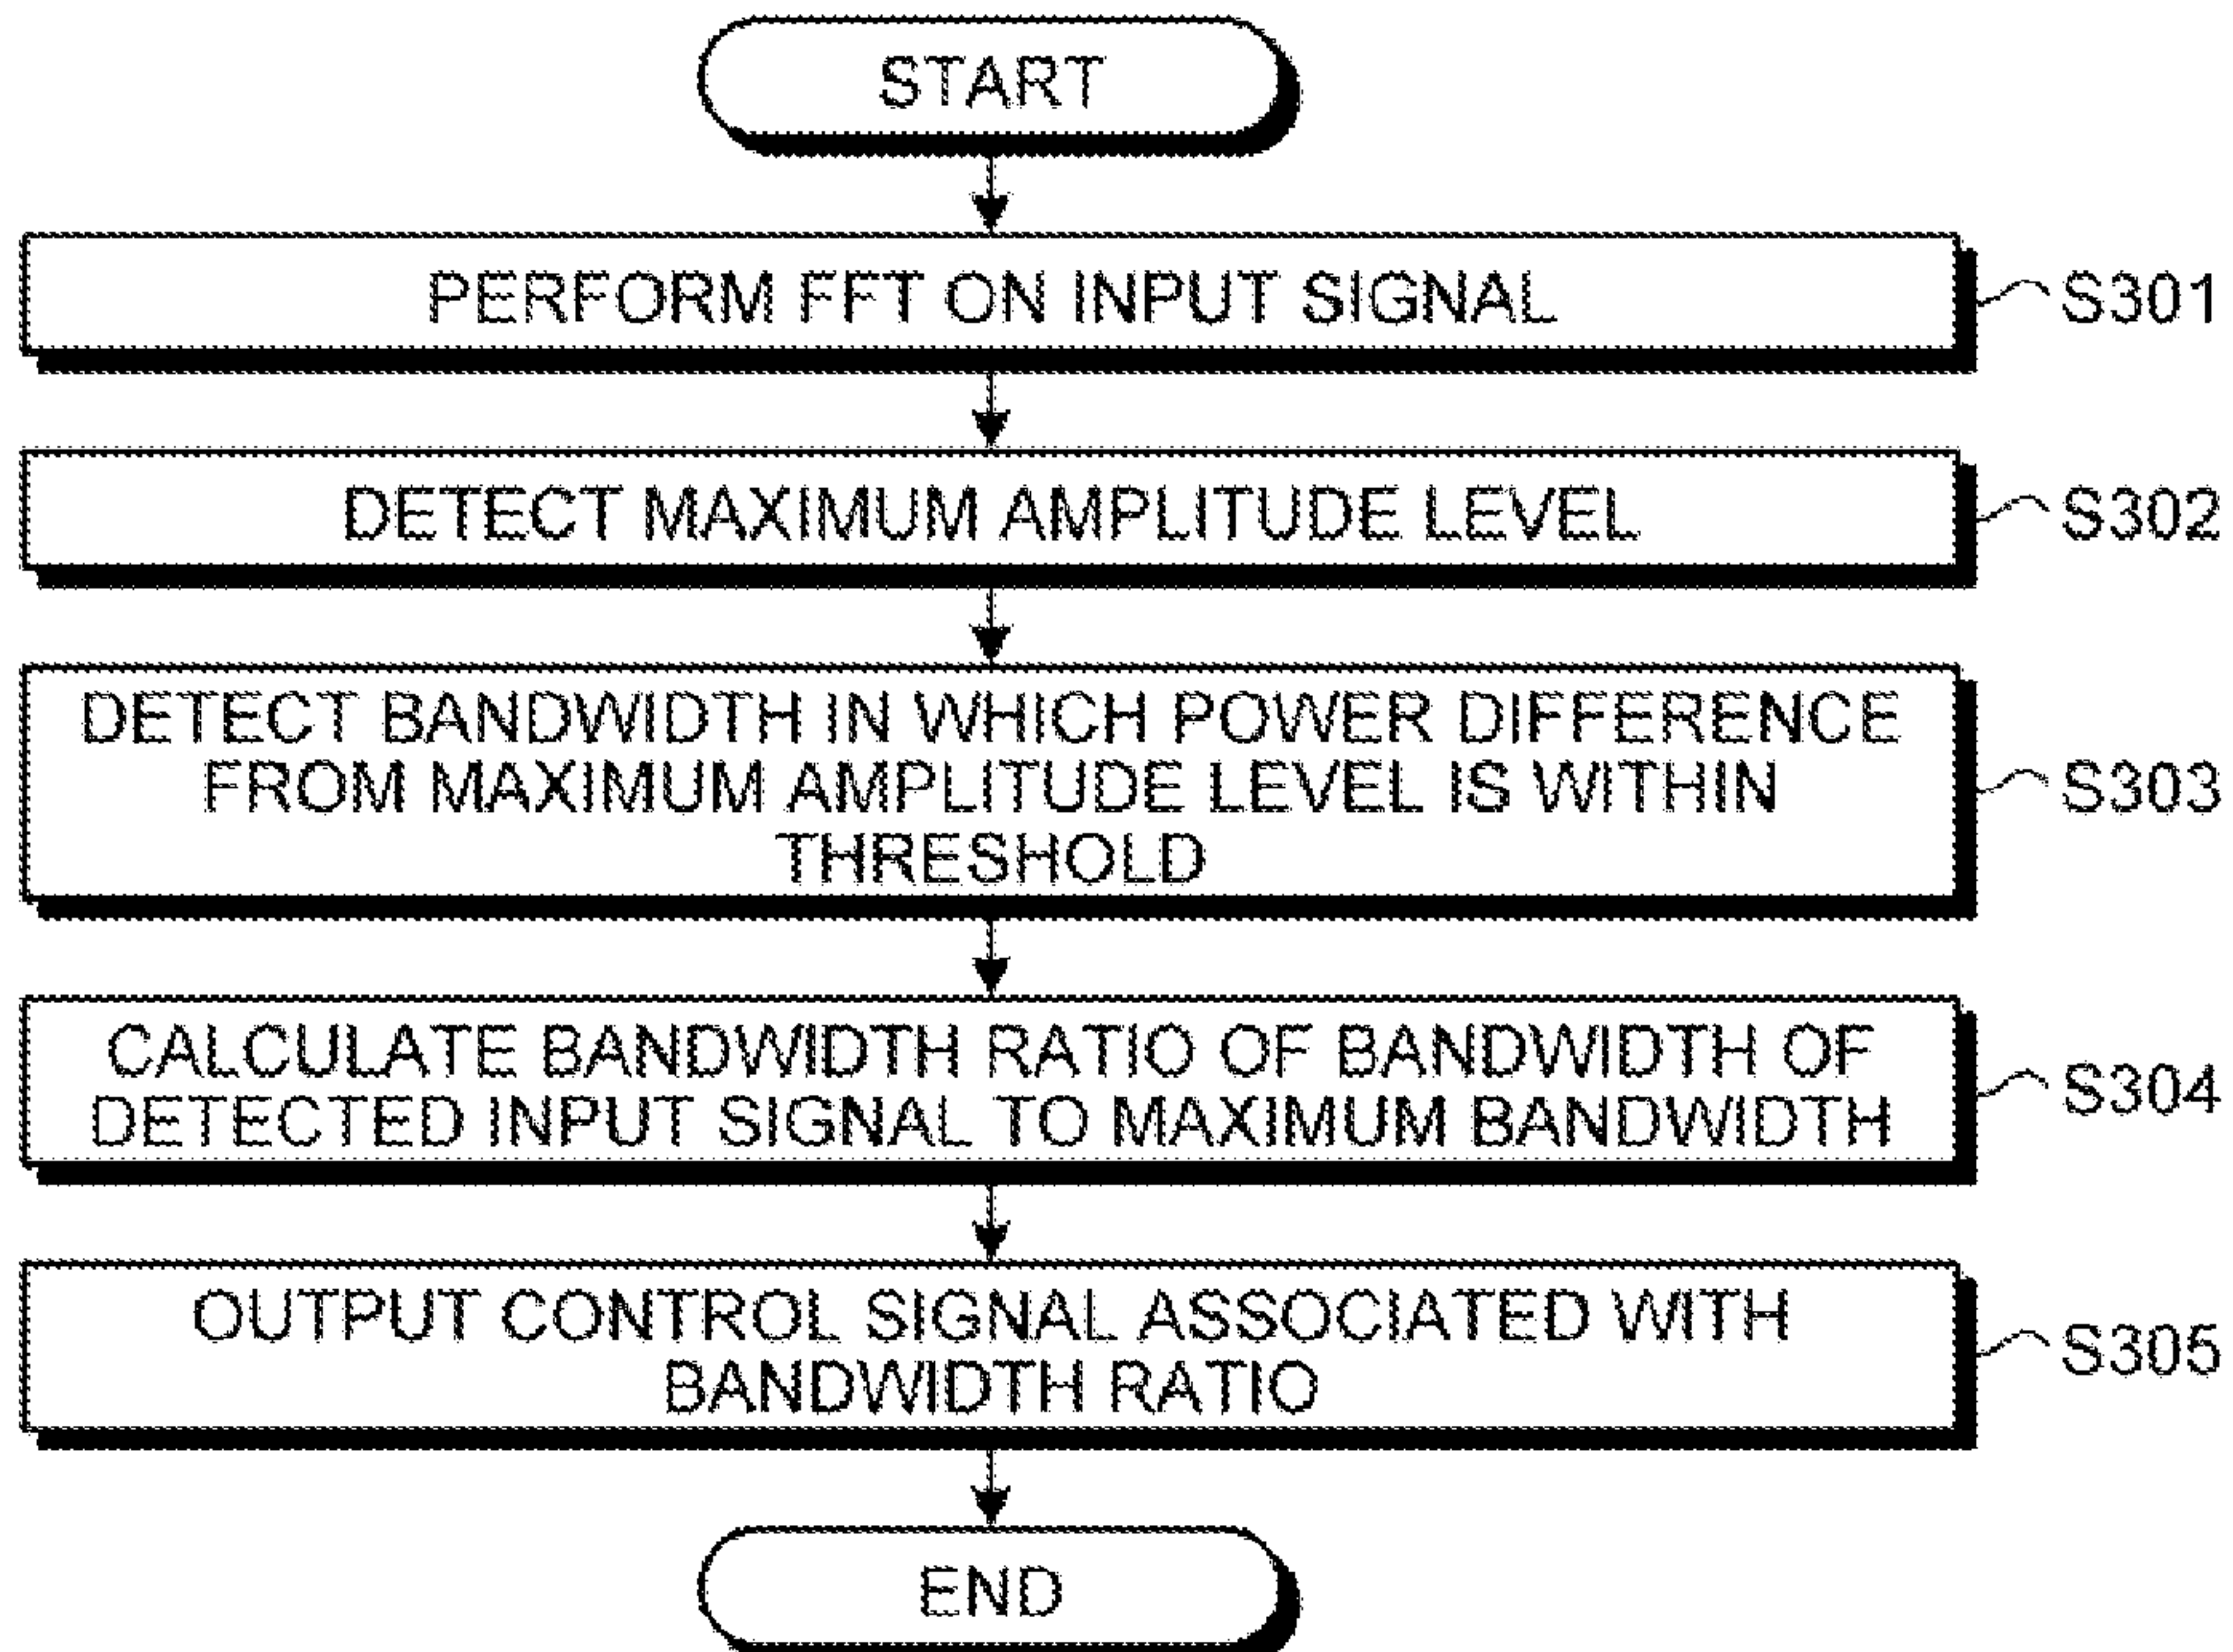 START
PERFORM FFT ON INPUT SIGNAL
S301
DETECT MAXIMUM AMPLITUDE LEVEL
S302
DETECT BANDWIDTH IN WHICH POWER DIFFERENCE
FROM MAXIMUM AMPLITUDE LEVEL IS WITHIN
THRESHOLD
S303
CALCULATE BANDWIDTH RATIO OF BANDWIDTH OF
DETECTED INPUT SIGNAL TO MAXIMUM BANDWIDTH
S304
OUTPUT CONTROL SIGNAL ASSOCIATED WITH
BANDWIDTH RATIO
S305
END